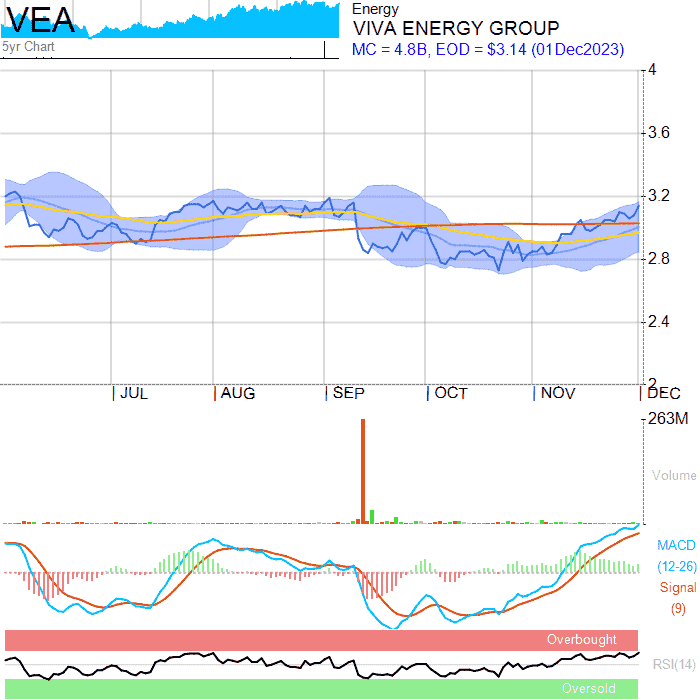 VEA
5yr Chart
Energy
VIVA ENERGY GROUP
MC = 4.8B, EOD = $3.14 (01Dec2023)
4
3.6
3.2
2.8
2.4
2
JUL AUG SEP OCT NOV DEC
263M
Volume
MACD
(12-26)
Signal
(9)
Overbought
RSI(14)
Oversold